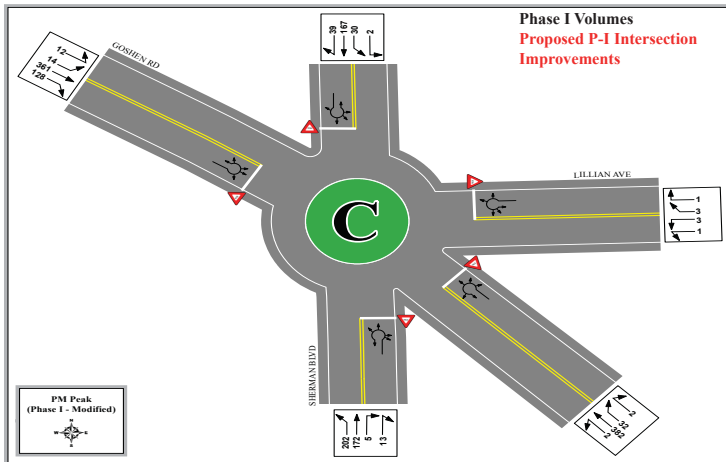 Phase I Volumes
Proposed P-I Intersection
Improvements
39
167
30
2
12
14
361
128
GOSHEN RD
LILLIAN AVE
1
3
3
1
C
SHERMAN BLVD
202
172
5
13
2
382
32
2
PM Peak
(Phase I - Modified)
N
W
E
S